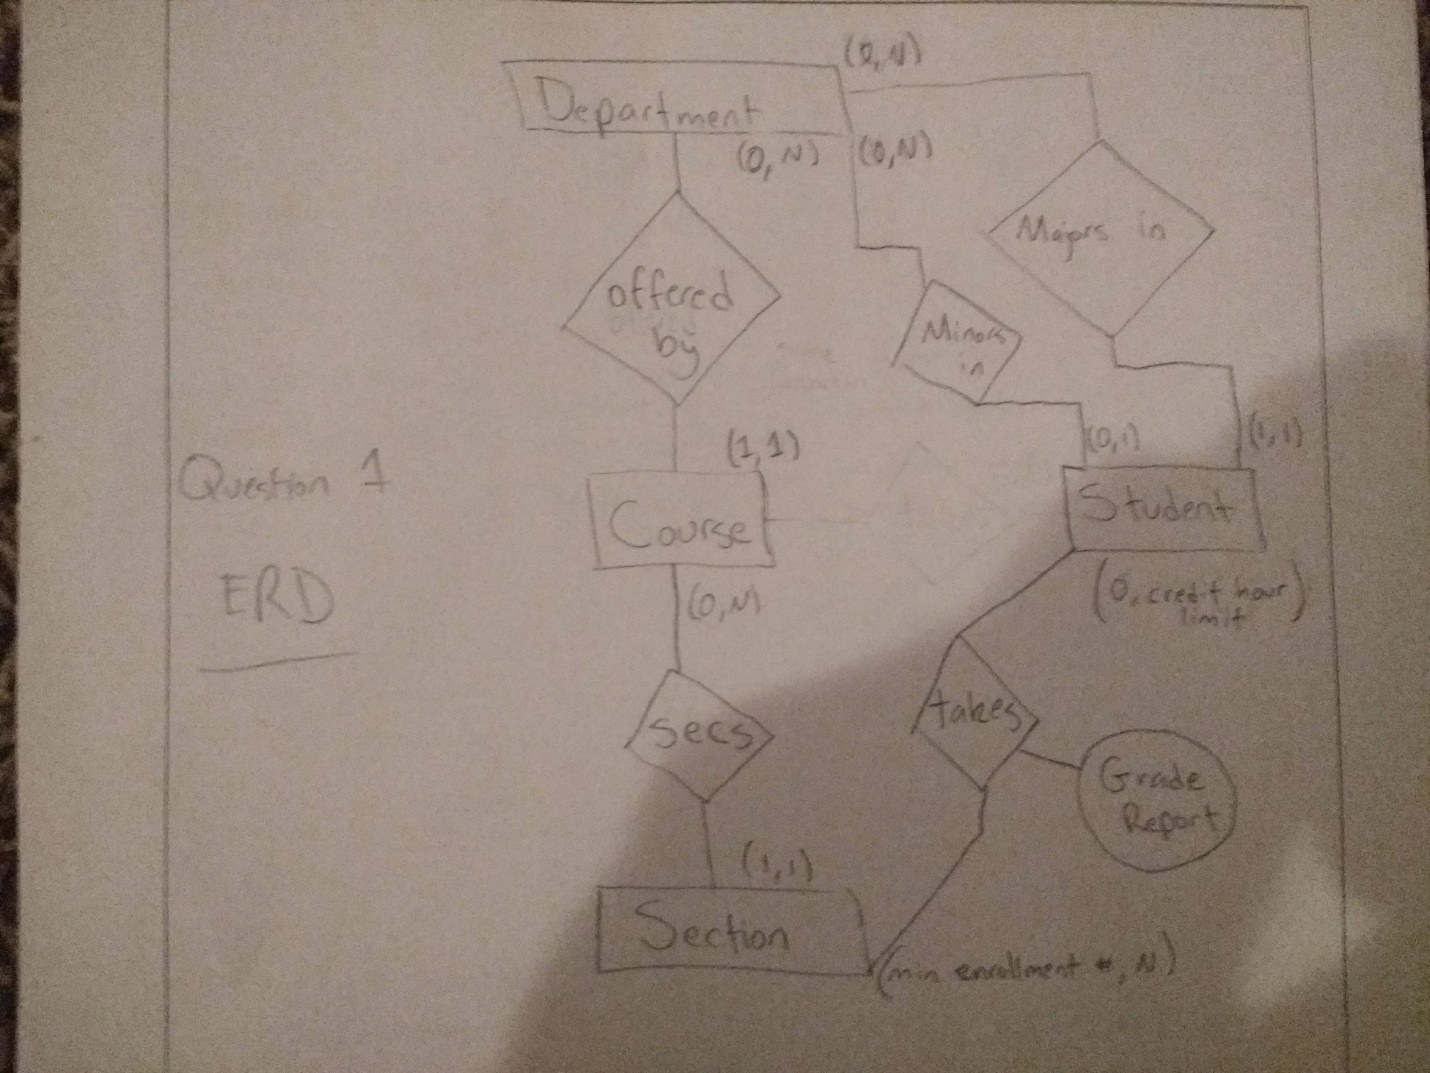 (0,N)
Department
(0,N)
(0,N)
Majors in
offered
by
Minors
in
(1,1)
(0,1)
(1,1)
Question 1
ERD
Course
Student
(0,N)
(0, credit hour
limit)
secs
takes
Grade
Report
(1,1)
Section
(min enrollment #, N)